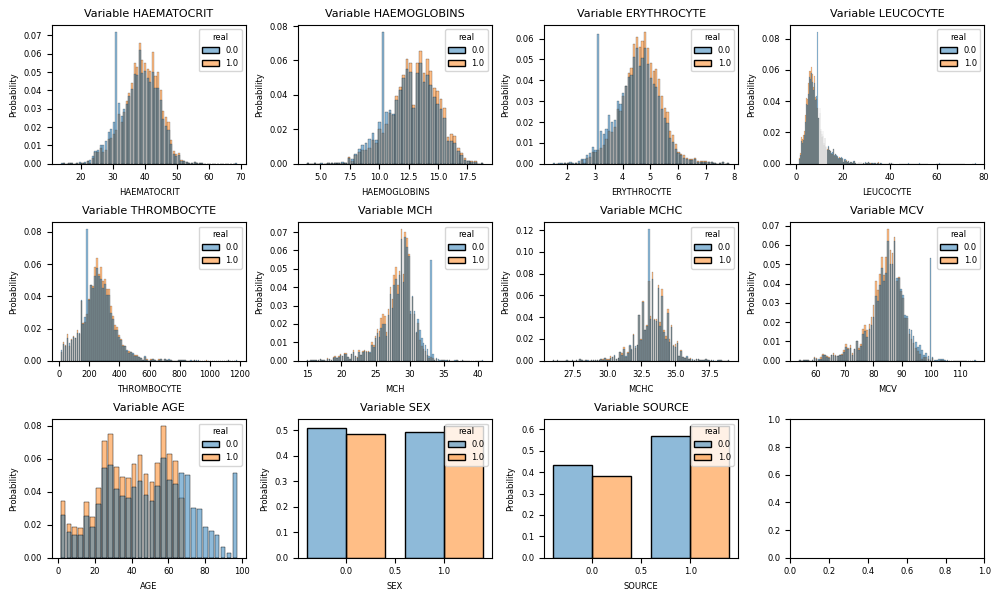 Variable HAEMATOCRIT
Probability
0.07
0.06
0.05
0.04
0.03
0.02
0.01
0.00
20 30 40 50 60 70
HAEMATOCRIT
real
0.0
1.0
Variable HAEMOGLOBINS
Probability
0.08
0.06
0.04
0.02
0.00
5.0 7.5 10.0 12.5 15.0 17.5
HAEMOGLOBINS
real
0.0
1.0
Variable ERYTHROCYTE
Probability
0.06
0.05
0.04
0.03
0.02
0.01
0.00
2 3 4 5 6 7 8
ERYTHROCYTE
real
0.0
1.0
Variable LEUCOCYTE
Probability
0.08
0.06
0.04
0.02
0.00
0 20 40 60 80
LEUCOCYTE
real
0.0
1.0
Variable THROMBOCYTE
Probability
0.08
0.06
0.04
0.02
0.00
0 200 400 600 800 1000 1200
THROMBOCYTE
real
0.0
1.0
Variable MCH
Probability
0.07
0.06
0.05
0.04
0.03
0.02
0.01
0.00
15 20 25 30 35 40
MCH
real
0.0
1.0
Variable MCHC
Probability
0.12
0.10
0.08
0.06
0.04
0.02
0.00
27.5 30.0 32.5 35.0 37.5
MCHC
real
0.0
1.0
Variable MCV
Probability
0.07
0.06
0.05
0.04
0.03
0.02
0.01
0.00
60 70 80 90 100 110
MCV
real
0.0
1.0
Variable AGE
Probability
0.08
0.06
0.04
0.02
0.00
0 20 40 60 80 100
AGE
real
0.0
1.0
Variable SEX
Probability
0.5
0.4
0.3
0.2
0.1
0.0
0.0 0.5 1.0
SEX
real
0.0
1.0
Variable SOURCE
Probability
0.6
0.5
0.4
0.3
0.2
0.1
0.0
0.0 0.5 1.0
SOURCE
real
0.0
1.0
1.0
0.8
0.6
0.4
0.2
0.0
0.0 0.2 0.4 0.6 0.8 1.0